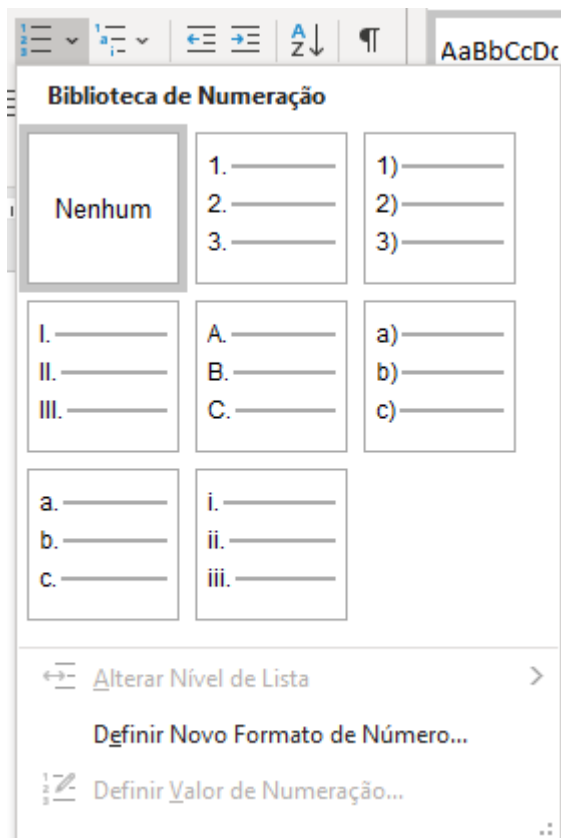 AaBbCcDc
Biblioteca de Numeração
Nenhum
1.
2.
3.
1)
2)
3)
I.
II.
III.
A.
B.
C.
a)
b)
c)
a.
b.
c.
i.
ii.
iii.
Alterar Nível de Lista
Definir Novo Formato de Número...
Definir Valor de Numeração...